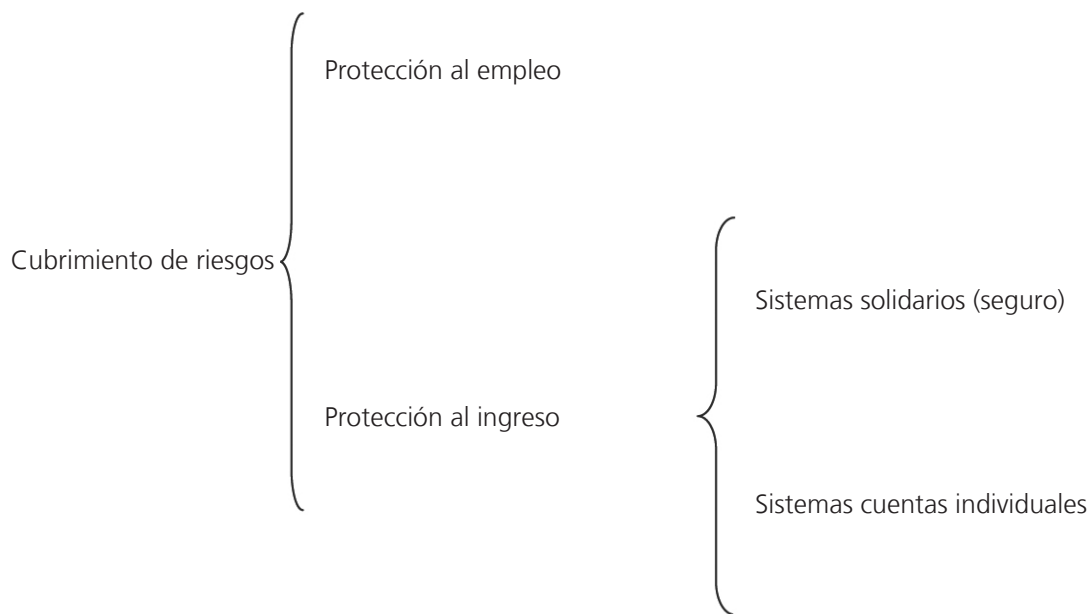 Protección al empleo
Cubrimiento de riesgos
Sistemas solidarios (seguro)
Protección al ingreso
Sistemas cuentas individuales